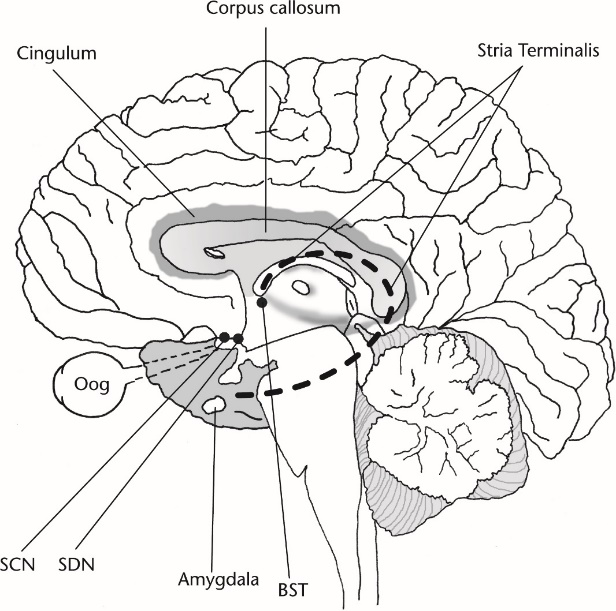 Corpus callosum
Cingulum
Stria Terminalis
Oog
SCN
SDN
Amygdala
BST